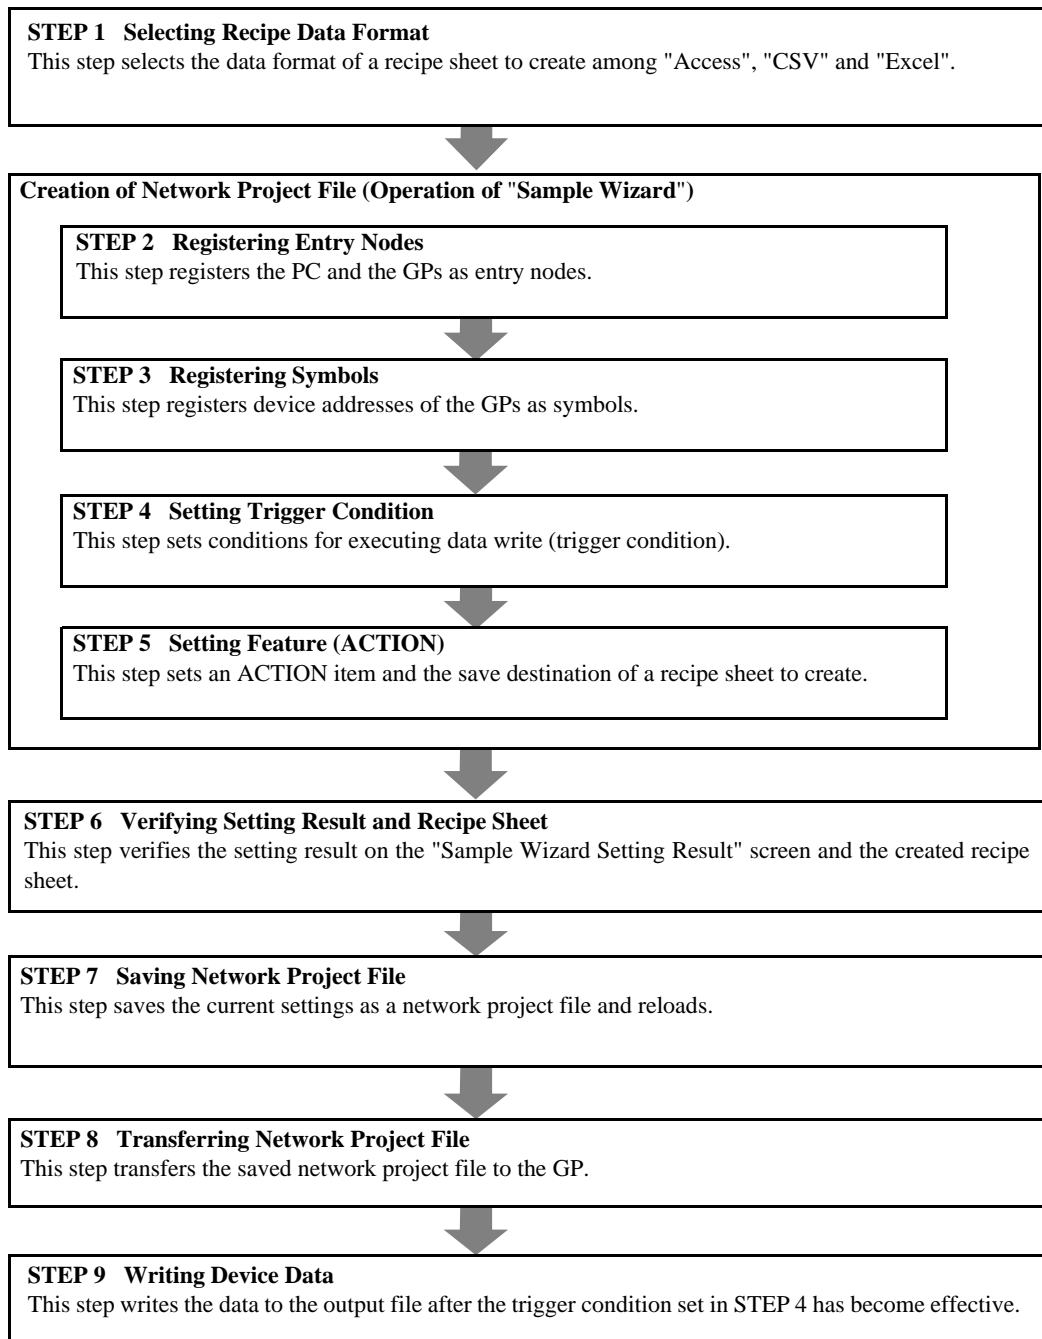 STEP 1 Selecting Recipe Data Format
This step selects the data format of a recipe sheet to create among "Access", "CSV" and "Excel".
Creation of Network Project File (Operation of "Sample Wizard")
STEP 2 Registering Entry Nodes
This step registers the PC and the GPs as entry nodes.
STEP 3 Registering Symbols
This step registers device addresses of the GPs as symbols.
STEP 4 Setting Trigger Condition
This step sets conditions for executing data write (trigger condition).
STEP 5 Setting Feature (ACTION)
This step sets an ACTION item and the save destination of a recipe sheet to create.
STEP 6 Verifying Setting Result and Recipe Sheet
This step verifies the setting result on the "Sample Wizard Setting Result" screen and the created recipe
sheet.
STEP 7 Saving Network Project File
This step saves the current settings as a network project file and reloads.
STEP 8 Transferring Network Project File
This step transfers the saved network project file to the GP.
STEP 9 Writing Device Data
This step writes the data to the output file after the trigger condition set in STEP 4 has become effective.